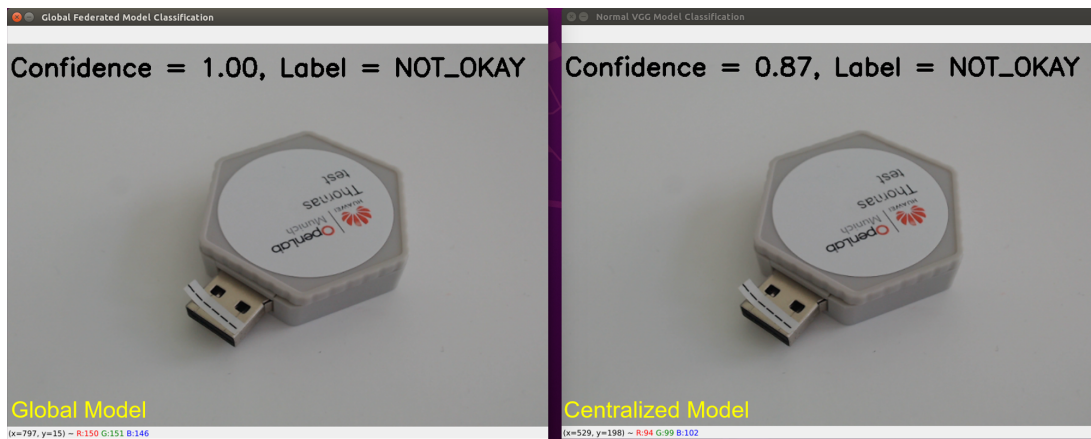 Global Federated Model Classification
Confidence = 1.00, Label = NOT_OKAY
test
Thomas
HUAWEI
OpenLab
Munich
Global Model
(x=797, y=15) ~ R:150 G:151 B:146
Normal VGG Model Classification
Confidence = 0.87, Label = NOT_OKAY
test
Thomas
HUAWEI
OpenLab
Munich
Centralized Model
(x=529, y=198) ~ R:94 G:99 B:102